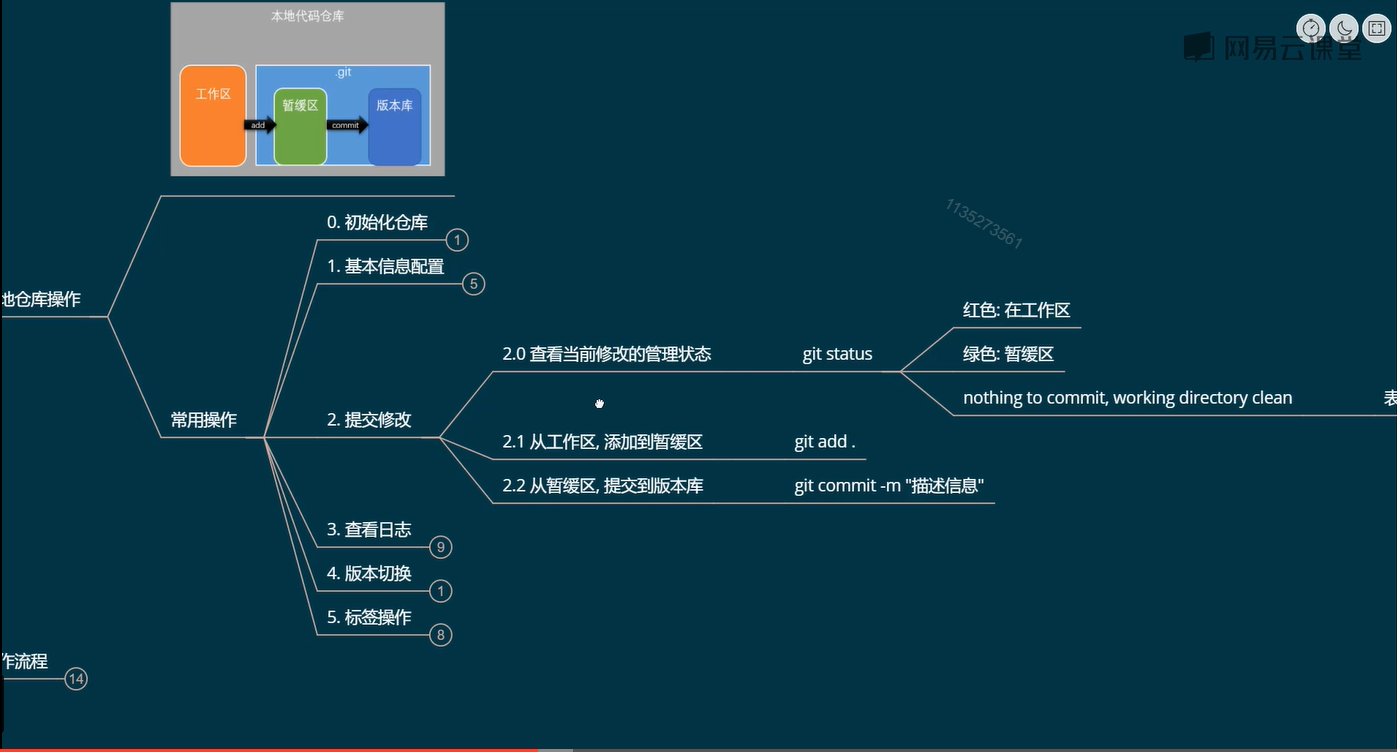 本地代码仓库
网易云课堂
.git
工作区
暂缓区
版本库
add
commit
1135273561
0. 初始化仓库
1
1. 基本信息配置
5
地仓库操作
红色: 在工作区
2.0 查看当前修改的管理状态
git status
绿色: 暂缓区
nothing to commit, working directory clean
表
常用操作
2. 提交修改
2.1 从工作区, 添加到暂缓区
git add .
2.2 从暂缓区, 提交到版本库
git commit -m "描述信息"
3. 查看日志
9
4. 版本切换
1
5. 标签操作
8
作流程
14